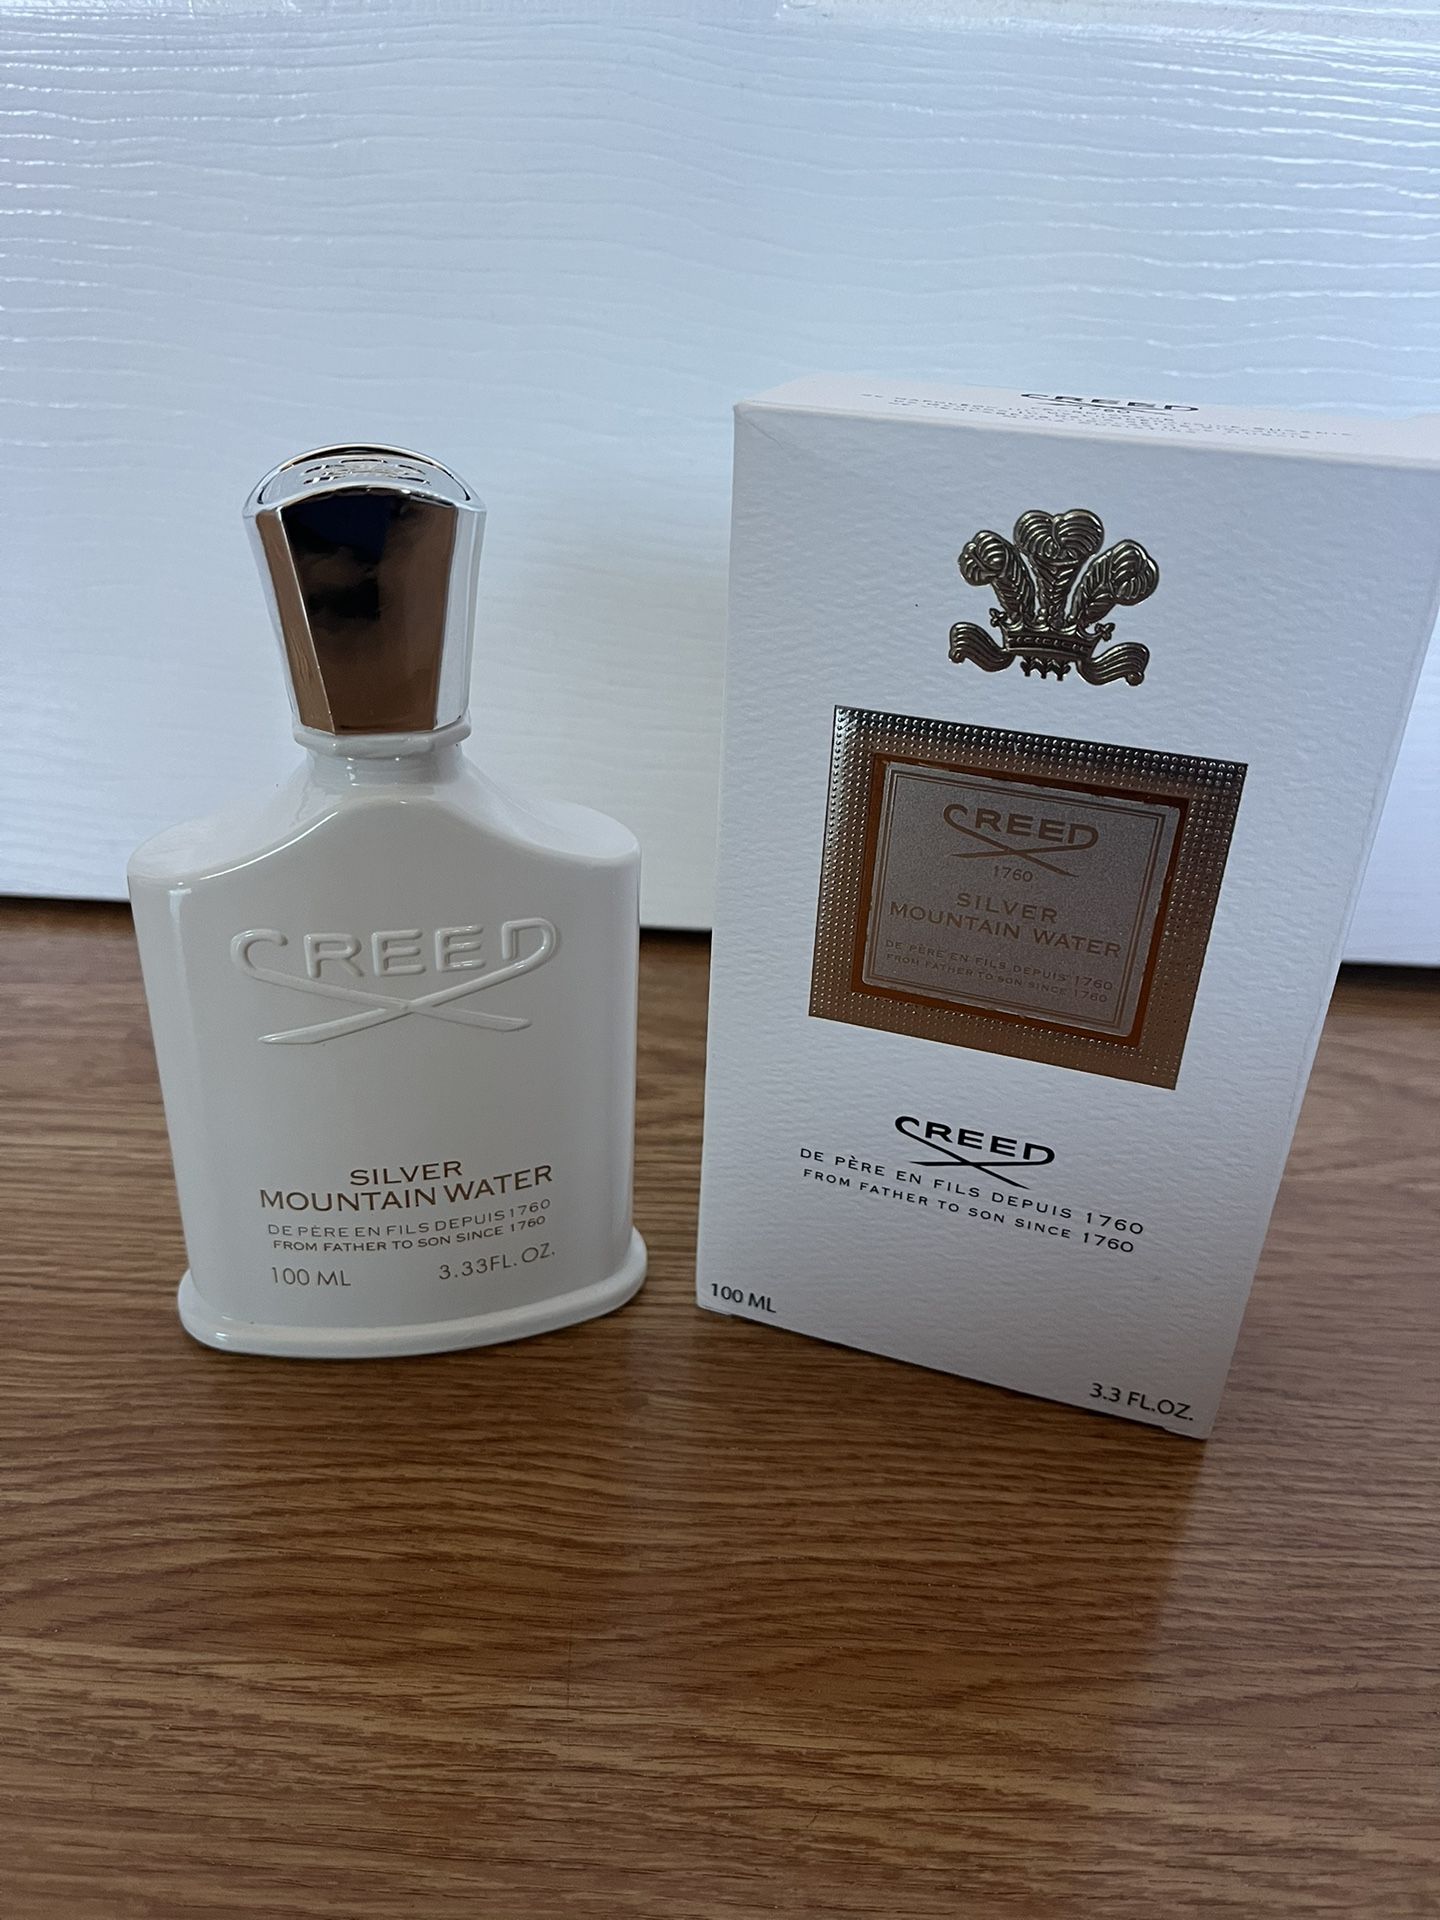 CREED
SILVER
MOUNTAIN WATER
DE PÈRE EN FILS DEPUIS 1760
FROM FATHER TO SON SINCE 1760
100 ML 3.33FL. OZ.
CREED
1760
CREED
1760
SILVER
MOUNTAIN WATER
DE PÈRE EN FILS DEPUIS 1760
FROM FATHER TO SON SINCE 1760
CREED
DE PÈRE EN FILS DEPUIS 1760
FROM FATHER TO SON SINCE 1760
100 ML
3.3 FL.OZ.